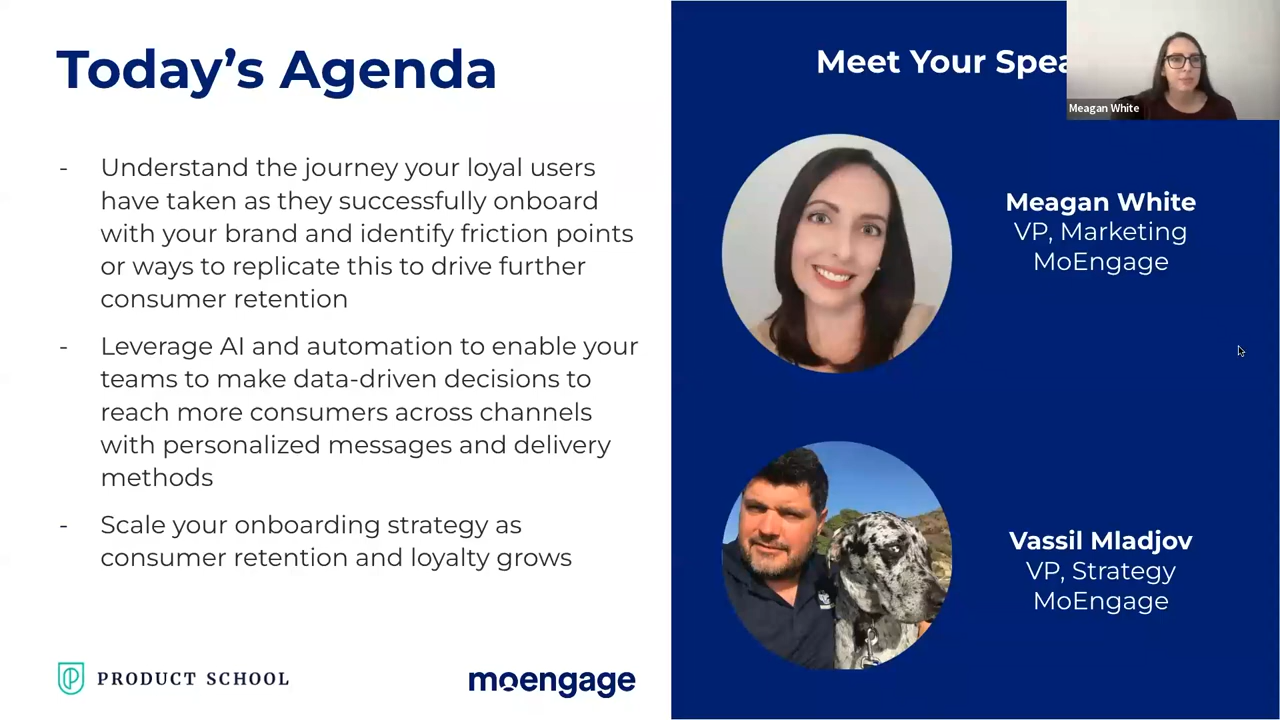 Today’s Agenda
- Understand the journey your loyal users
have taken as they successfully onboard
with your brand and identify friction points
or ways to replicate this to drive further
consumer retention
- Leverage AI and automation to enable your
teams to make data-driven decisions to
reach more consumers across channels
with personalized messages and delivery
methods
- Scale your onboarding strategy as
consumer retention and loyalty grows
PRODUCT SCHOOL
moengage
Meet Your Spea
Meagan White
Meagan White
VP, Marketing
MoEngage
Vassil Mladjov
VP, Strategy
MoEngage